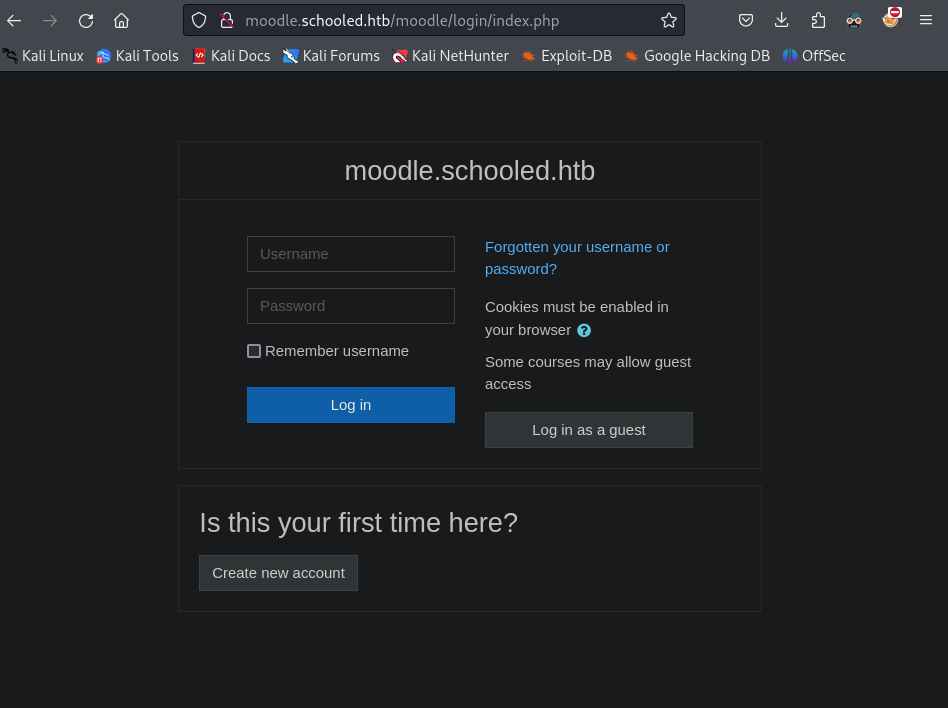 moodle.schooled.htb/moodle/login/index.php
Kali Linux Kali Tools Kali Docs Kali Forums Kali NetHunter Exploit-DB Google Hacking DB OffSec
moodle.schooled.htb
Username
Password
Remember username
Log in
Forgotten your username or
password?
Cookies must be enabled in
your browser
Some courses may allow guest
access
Log in as a guest
Is this your first time here?
Create new account